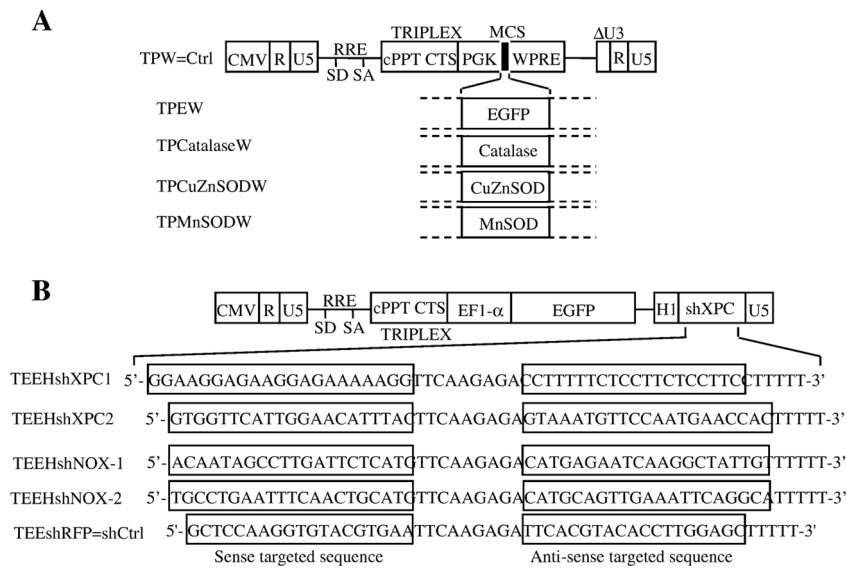 A
TRIPLEX MCS ΔU3
TPW=Ctrl CMV R U5 RRE cPPT CTS PGK WPRE R U5
SD SA
TPEW EGFP
TPCatalaseW Catalase
TPCuZnSODW CuZnSOD
TPMnSODW MnSOD
B
CMV R U5 RRE cPPT CTS EF1-α EGFP H1 shXPC U5
SD SA TRIPLEX
TEEHshXPC1 5'- GGAAGGAGAAGGAGAAAAAGGTTCAAGAGACCTTTTTCTCCTTCTCCTTCCTTTTT-3'
TEEHshXPC2 5'- GTGGTTCATTGGAACATTTACTTCAAGAGAGTAAATGTTCCAATGAACCACTTTTT-3'
TEEHshNOX-1 5'- ACAATAGCCTTGATTCTCATGTTCAAGAGACATGAGAATCAAGGCTATTGTTTTTT-3'
TEEHshNOX-2 5'- TGCCTGAATTTCAACTGCATGTTCAAGAGACATGCAGTTGAAATTCAGGCATTTTT-3'
TEEshRFP=shCtrl 5'- GCTCCAAGGTGTACGTGAATTCAAGAGATTCACGTACACCTTGGAGCTTTTT-3'
Sense targeted sequence Anti-sense targeted sequence